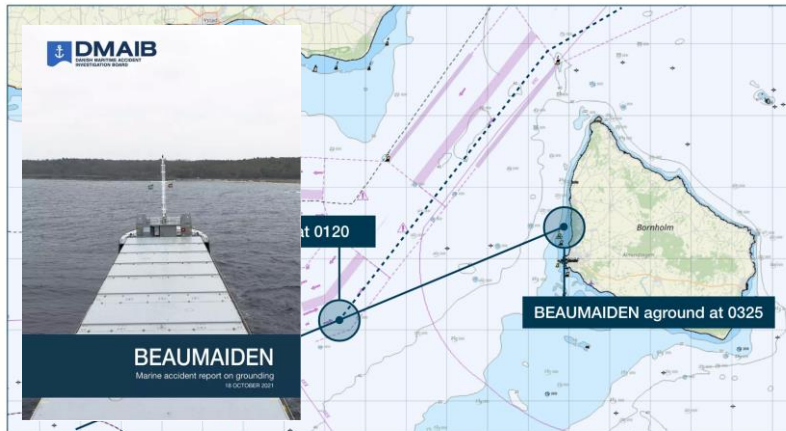 DMAIB
DANISH MARITIME ACCIDENT
INVESTIGATION BOARD
at 0120
Bornholm
BEAUMAIDEN aground at 0325
BEAUMAIDEN
Marine accident report on grounding
18 OCTOBER 2021